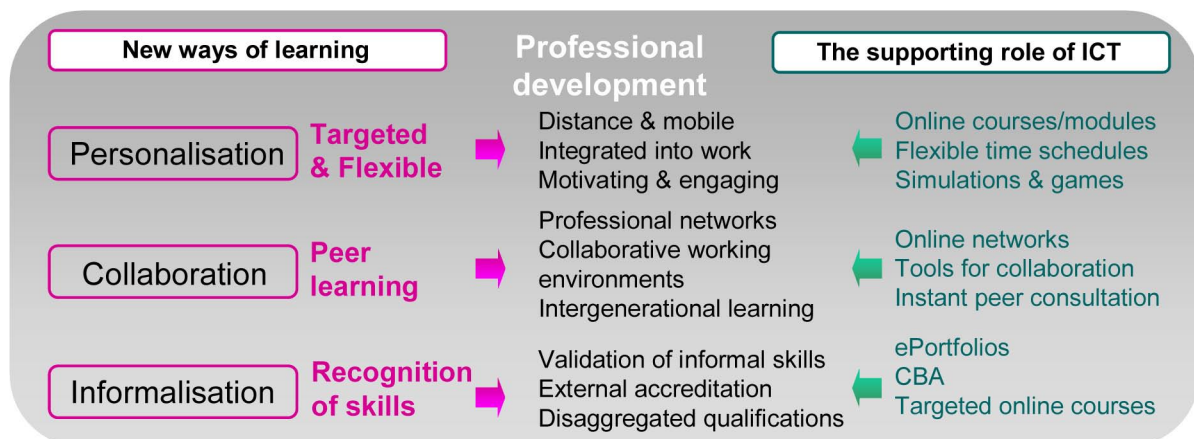 New ways of learning
Professional
development
The supporting role of ICT
Personalisation
Targeted
& Flexible
Distance & mobile
Integrated into work
Motivating & engaging
Online courses/modules
Flexible time schedules
Simulations & games
Collaboration
Peer
learning
Professional networks
Collaborative working
environments
Intergenerational learning
Online networks
Tools for collaboration
Instant peer consultation
Informalisation
Recognition
of skills
Validation of informal skills
External accreditation
Disaggregated qualifications
ePortfolios
CBA
Targeted online courses